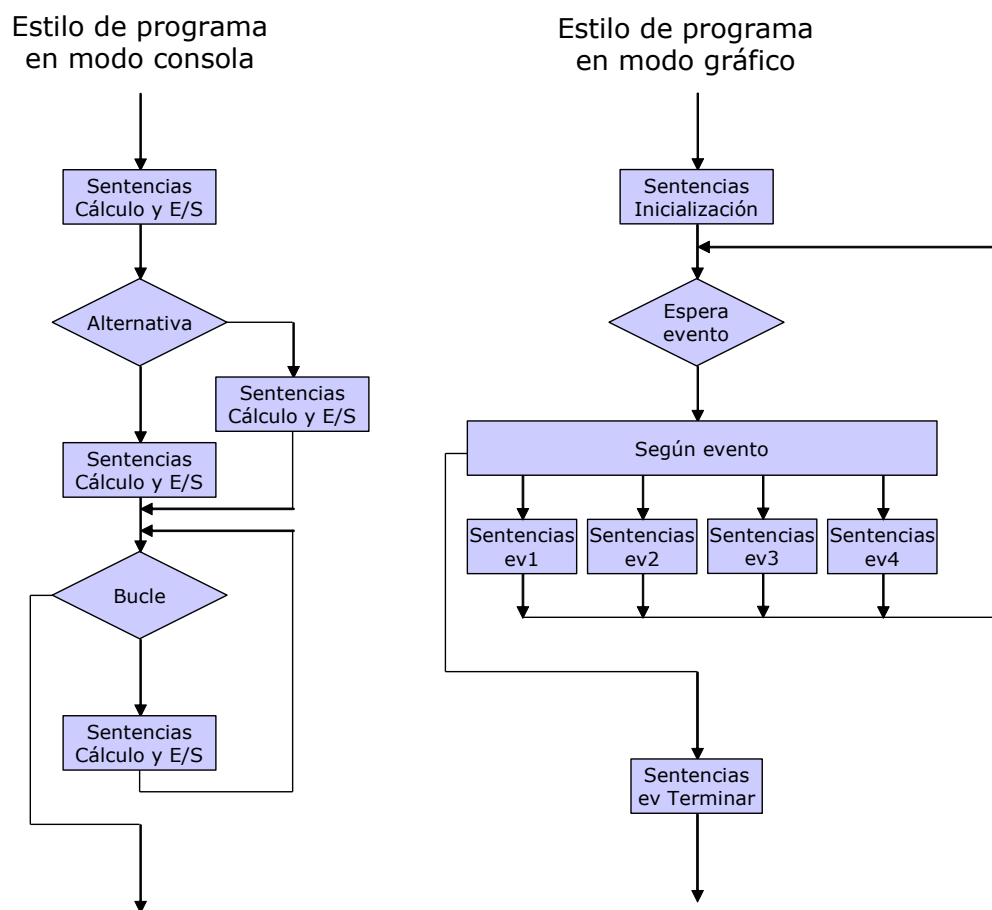 Estilo de programa
en modo consola
Sentencias
Cálculo y E/S
Alternativa
Sentencias
Cálculo y E/S
Sentencias
Cálculo y E/S
Bucle
Sentencias
Cálculo y E/S
Estilo de programa
en modo gráfico
Sentencias
Inicialización
Espera
evento
Según evento
Sentencias
ev1
Sentencias
ev2
Sentencias
ev3
Sentencias
ev4
Sentencias
ev Terminar